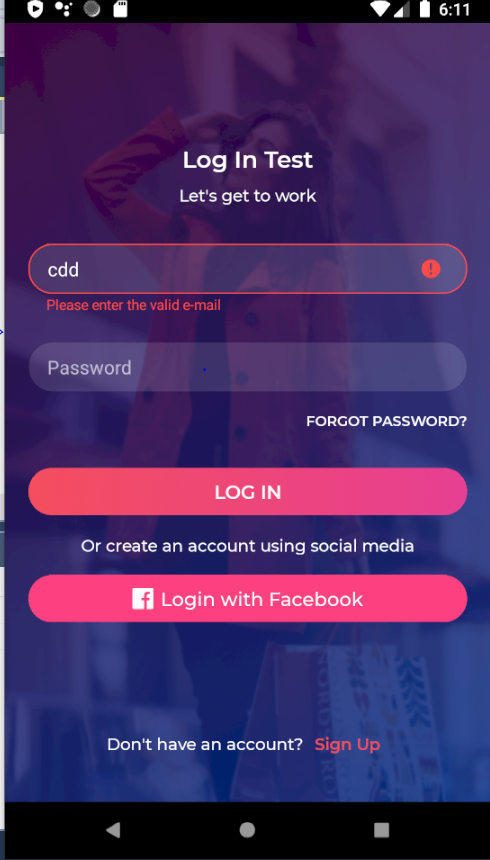 6:11
Log In Test
Let's get to work
cdd
Please enter the valid e-mail
Password
FORGOT PASSWORD?
LOG IN
Or create an account using social media
Login with Facebook
Don't have an account? Sign Up